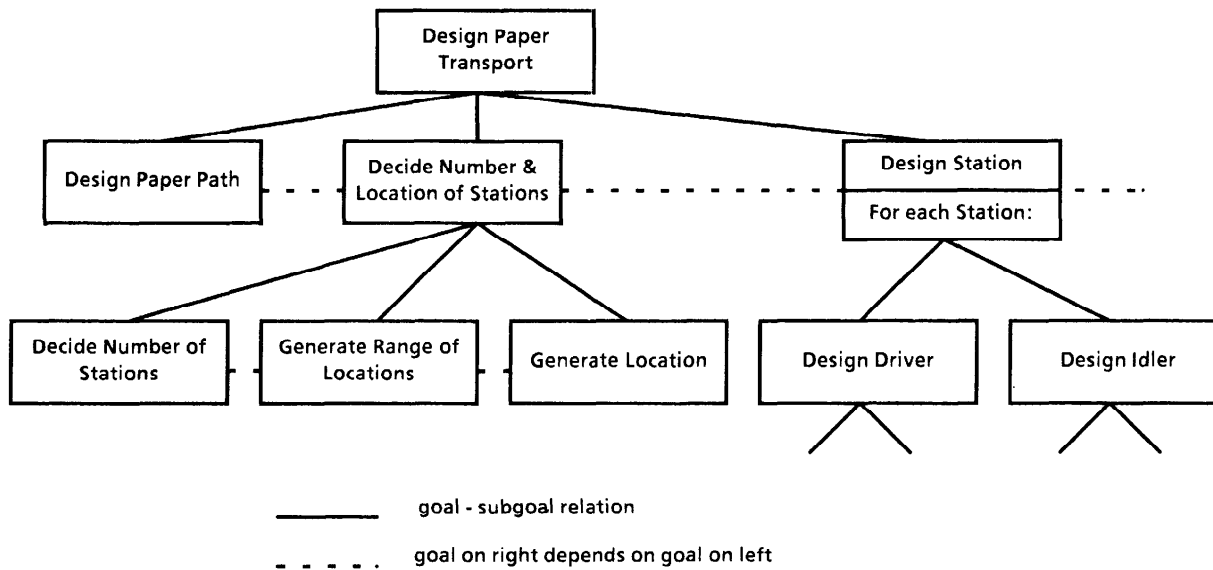 Design Paper
Transport
Design Paper Path
Decide Number &
Location of Stations
Design Station
For each Station:
Decide Number of
Stations
Generate Range of
Locations
Generate Location
Design Driver
Design Idler
goal - subgoal relation
goal on right depends on goal on left